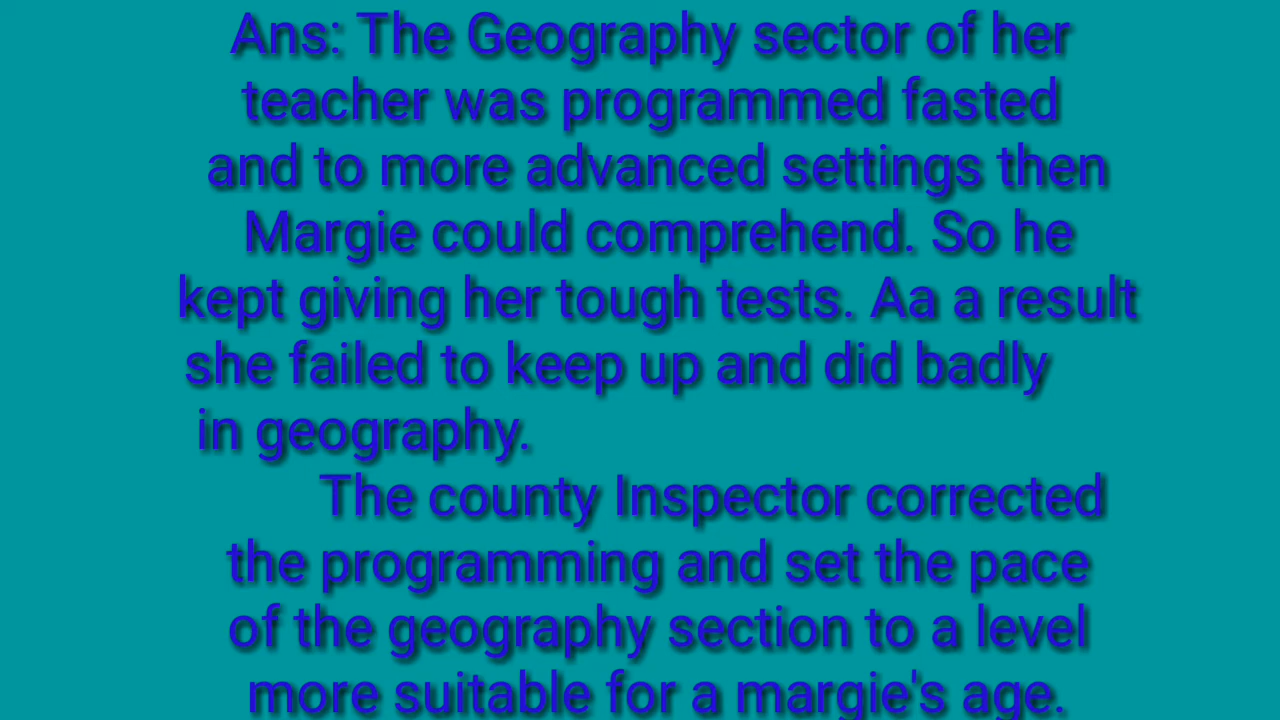 Ans: The Geography sector of her
teacher was programmed fasted
and to more advanced settings then
Margie could comprehend. So he
kept giving her tough tests. Aa a result
she failed to keep up and did badly
in geography.
The county Inspector corrected
the programming and set the pace
of the geography section to a level
more suitable for a margie's age.